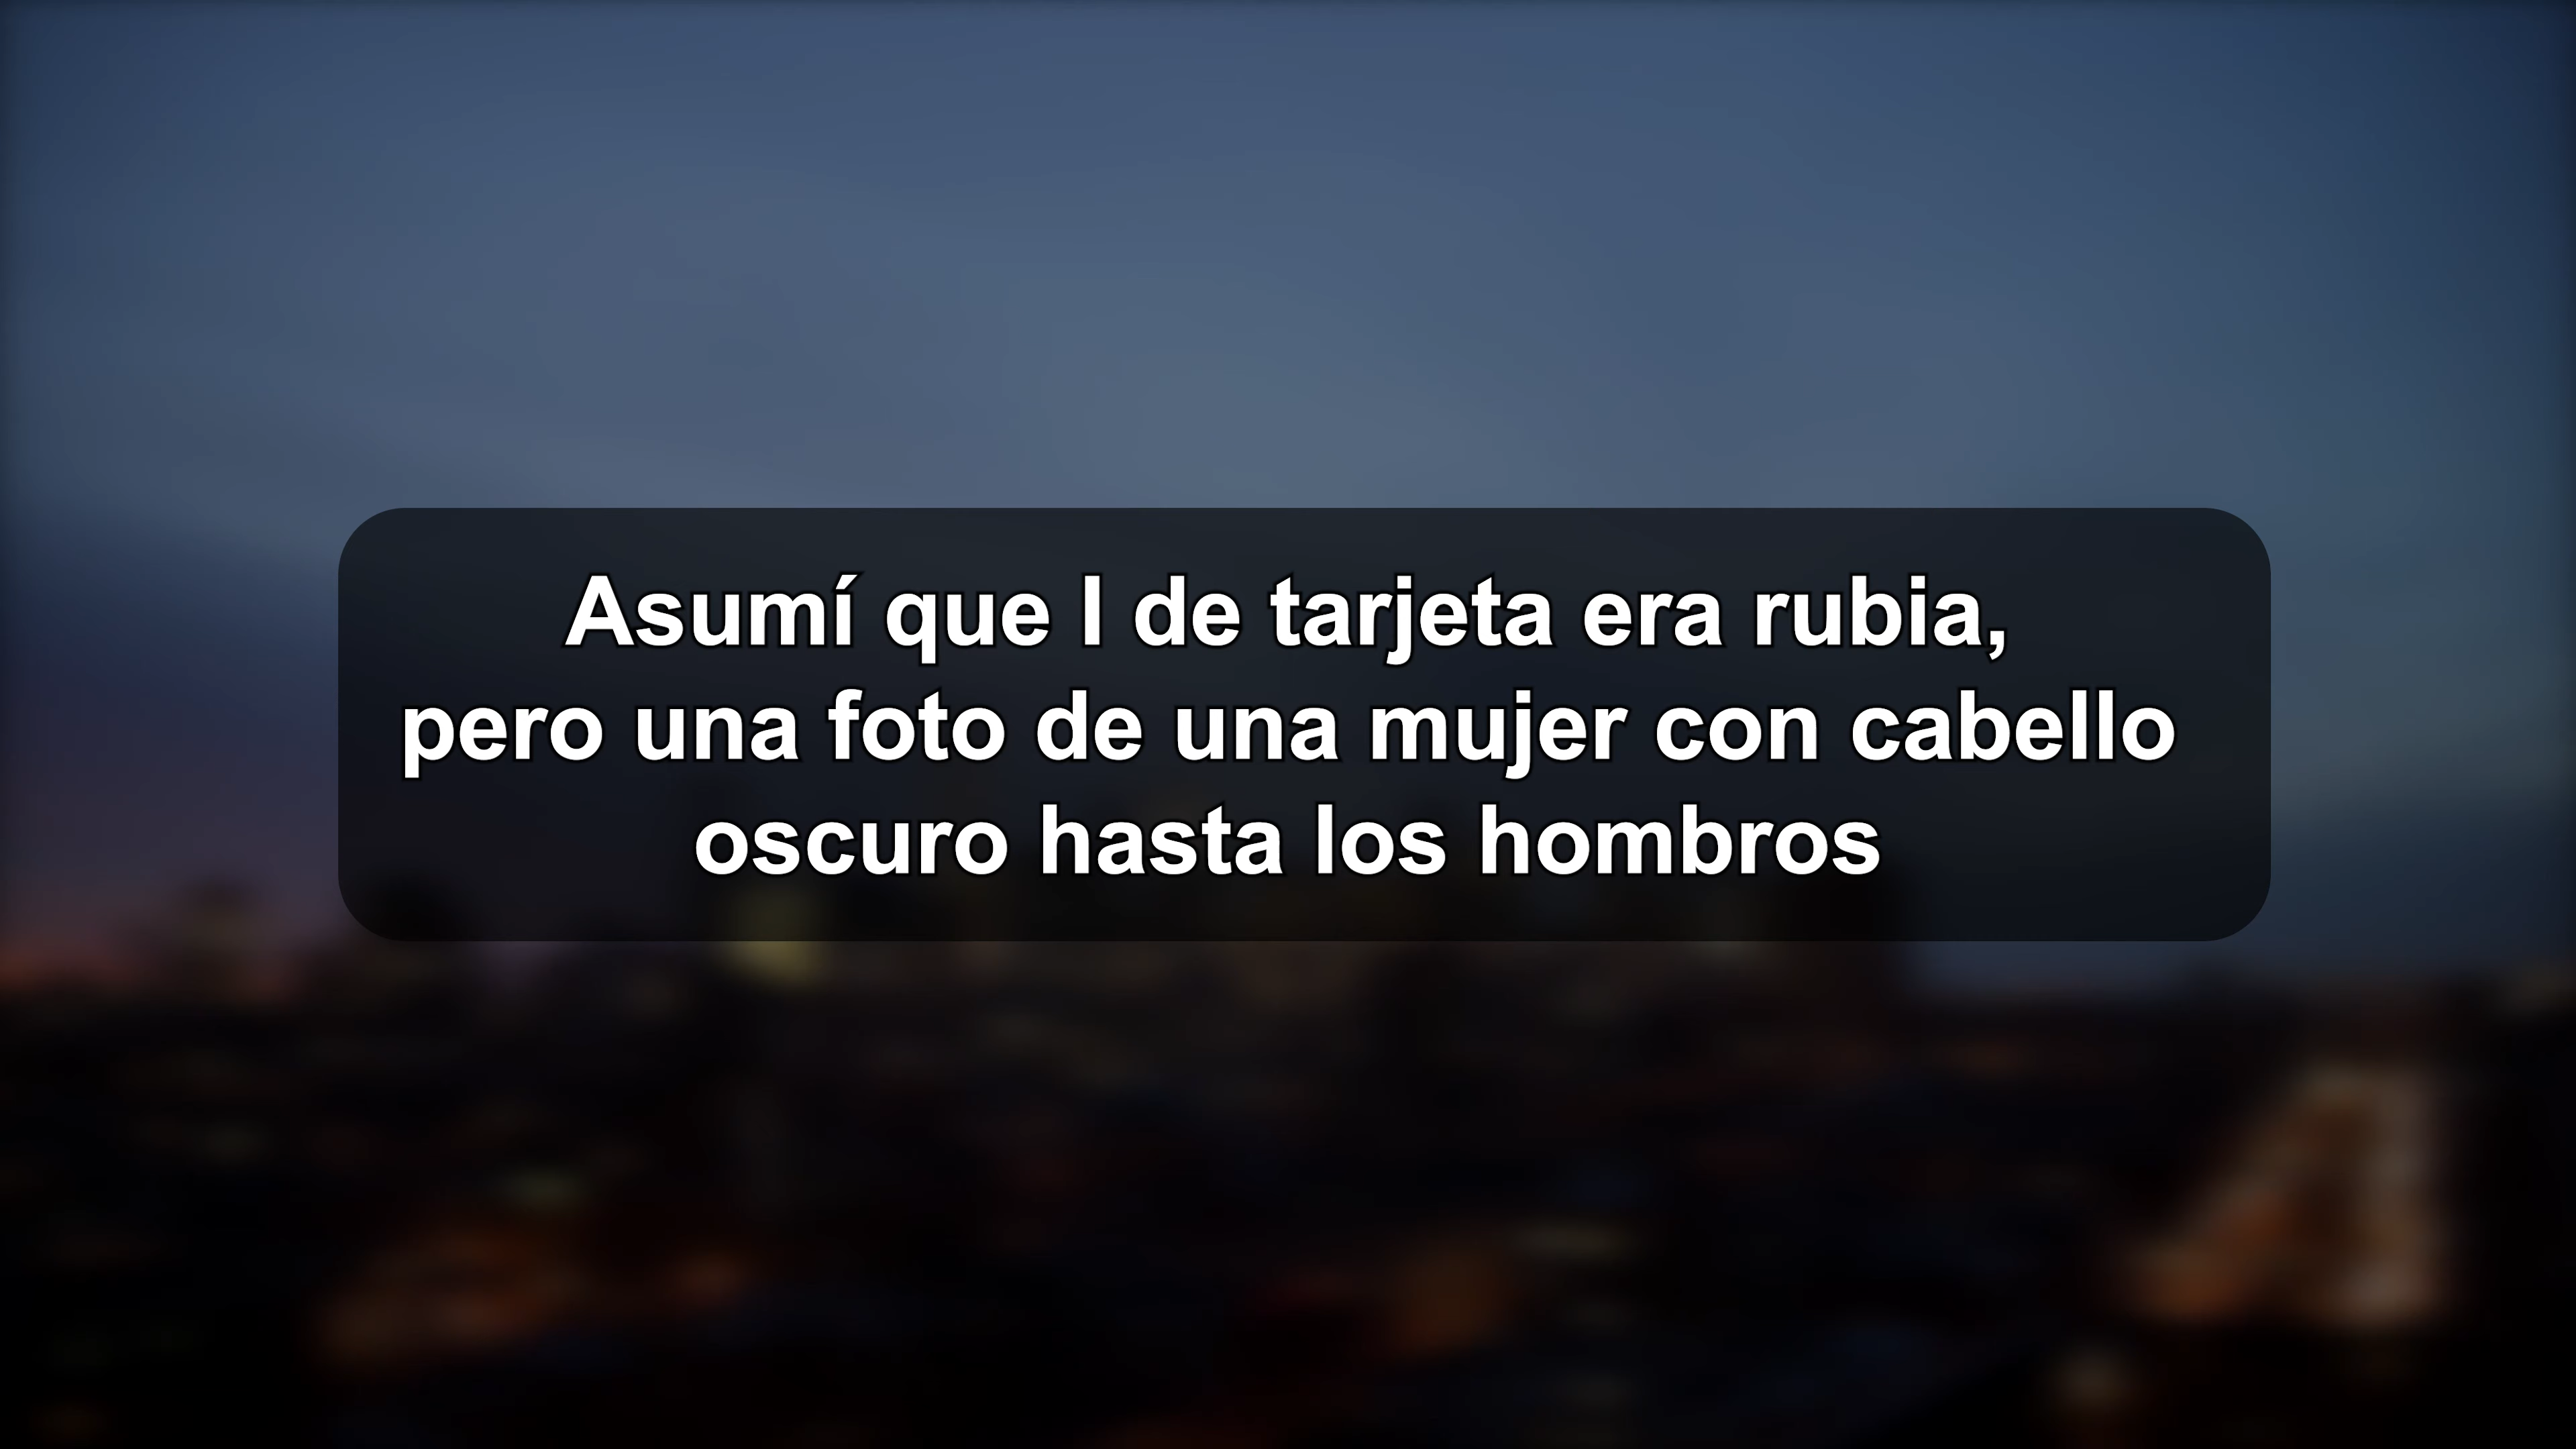 Asumí que l de tarjeta era rubia,
pero una foto de una mujer con cabello
oscuro hasta los hombros